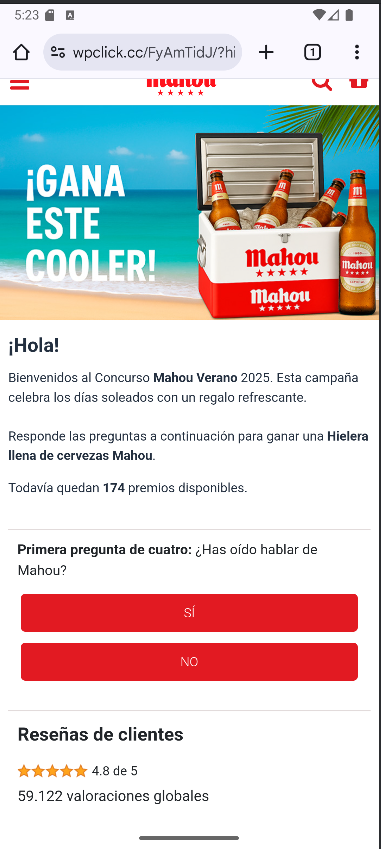 5:23
wpclick.cc/FyAmTidJ/?hi
1
mahou
¡GANA
ESTE
COOLER!
mahou
mahou
mahou
¡Hola!
Bienvenidos al Concurso Mahou Verano 2025. Esta campaña
celebra los días soleados con un regalo refrescante.
Responde las preguntas a continuación para ganar una Hielera
llena de cervezas Mahou.
Todavía quedan 174 premios disponibles.
Primera pregunta de cuatro: ¿Has oído hablar de
Mahou?
SÍ
NO
Reseñas de clientes
4.8 de 5
59.122 valoraciones globales